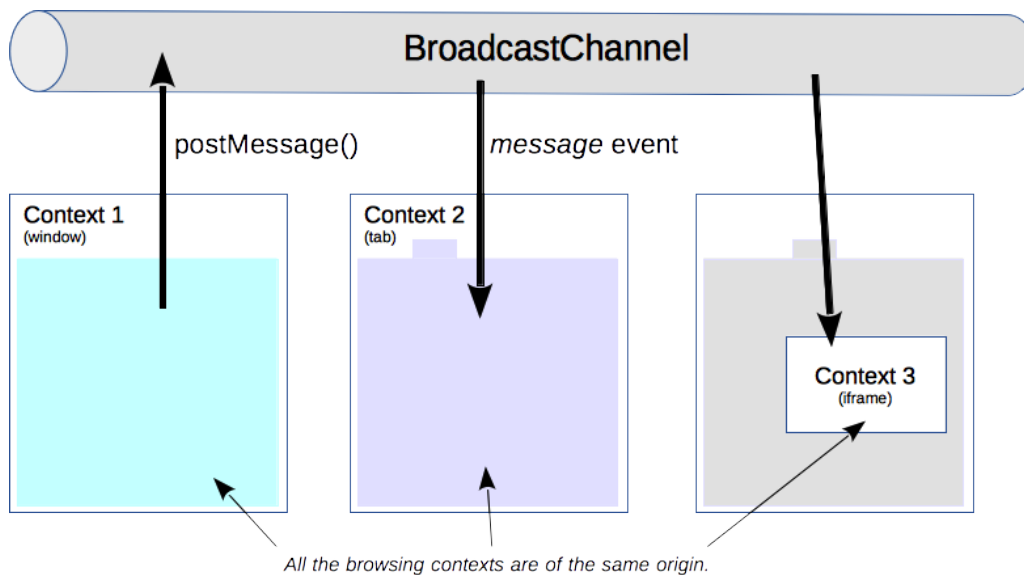 BroadcastChannel
postMessage()
message event
Context 1
(window)
Context 2
(tab)
Context 3
(iframe)
All the browsing contexts are of the same origin.